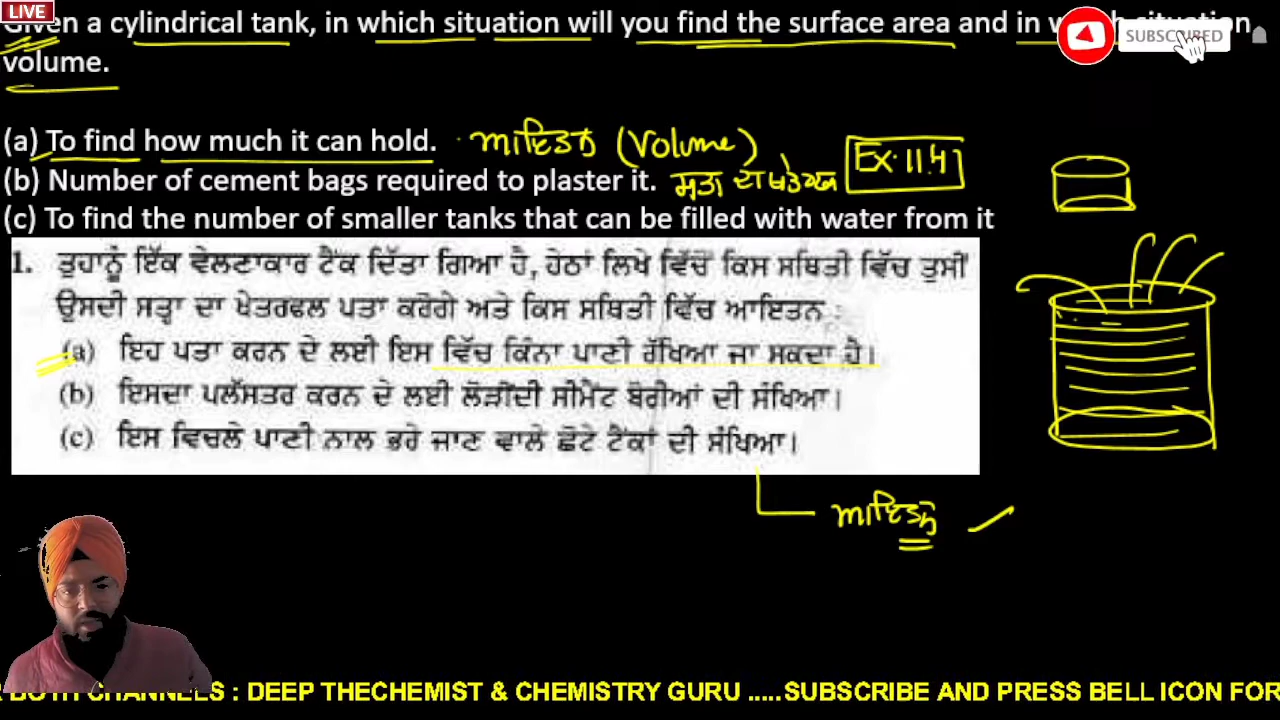 LIVE
Given a cylindrical tank, in which situation will you find the surface area and in which situation
SUBSCRIBED
volume.
(a) To find how much it can hold. ਆਇਤਨ (Volume)
Ex. 11.4
(b) Number of cement bags required to plaster it. ਸਤਾ ਦਾ ਖੇਤਰਫਲ
(c) To find the number of smaller tanks that can be filled with water from it
1. ਤੁਹਾਨੂੰ ਇੱਕ ਵੇਲਣਾਕਾਰ ਟੈਂਕ ਦਿੱਤਾ ਗਿਆ ਹੈ, ਹੇਠਾਂ ਲਿਖੇ ਵਿੱਚੋਂ ਕਿਸ ਸਥਿਤੀ ਵਿੱਚ ਤੁਸੀਂ
ਉਸਦੀ ਸਤ੍ਹਾ ਦਾ ਖੇਤਰਫਲ ਪਤਾ ਕਰੋਗੇ ਅਤੇ ਕਿਸ ਸਥਿਤੀ ਵਿੱਚ ਆਇਤਨ :
(a) ਇਹ ਪਤਾ ਕਰਨ ਦੇ ਲਈ ਇਸ ਵਿੱਚ ਕਿੰਨਾ ਪਾਣੀ ਰੱਖਿਆ ਜਾ ਸਕਦਾ ਹੈ।
(b) ਇਸਦਾ ਪਲੱਸਤਰ ਕਰਨ ਦੇ ਲਈ ਲੋੜੀਂਦੀ ਸੀਮੈਂਟ ਬੋਰੀਆਂ ਦੀ ਸੰਖਿਆ।
(c) ਇਸ ਵਿਚਲੇ ਪਾਣੀ ਨਾਲ ਭਰੇ ਜਾਣ ਵਾਲੇ ਛੋਟੇ ਟੈਂਕਾਂ ਦੀ ਸੰਖਿਆ।
ਆਇਤਨ
BOTH CHANNELS : DEEP THECHEMIST & CHEMISTRY GURU .....SUBSCRIBE AND PRESS BELL ICON FOR